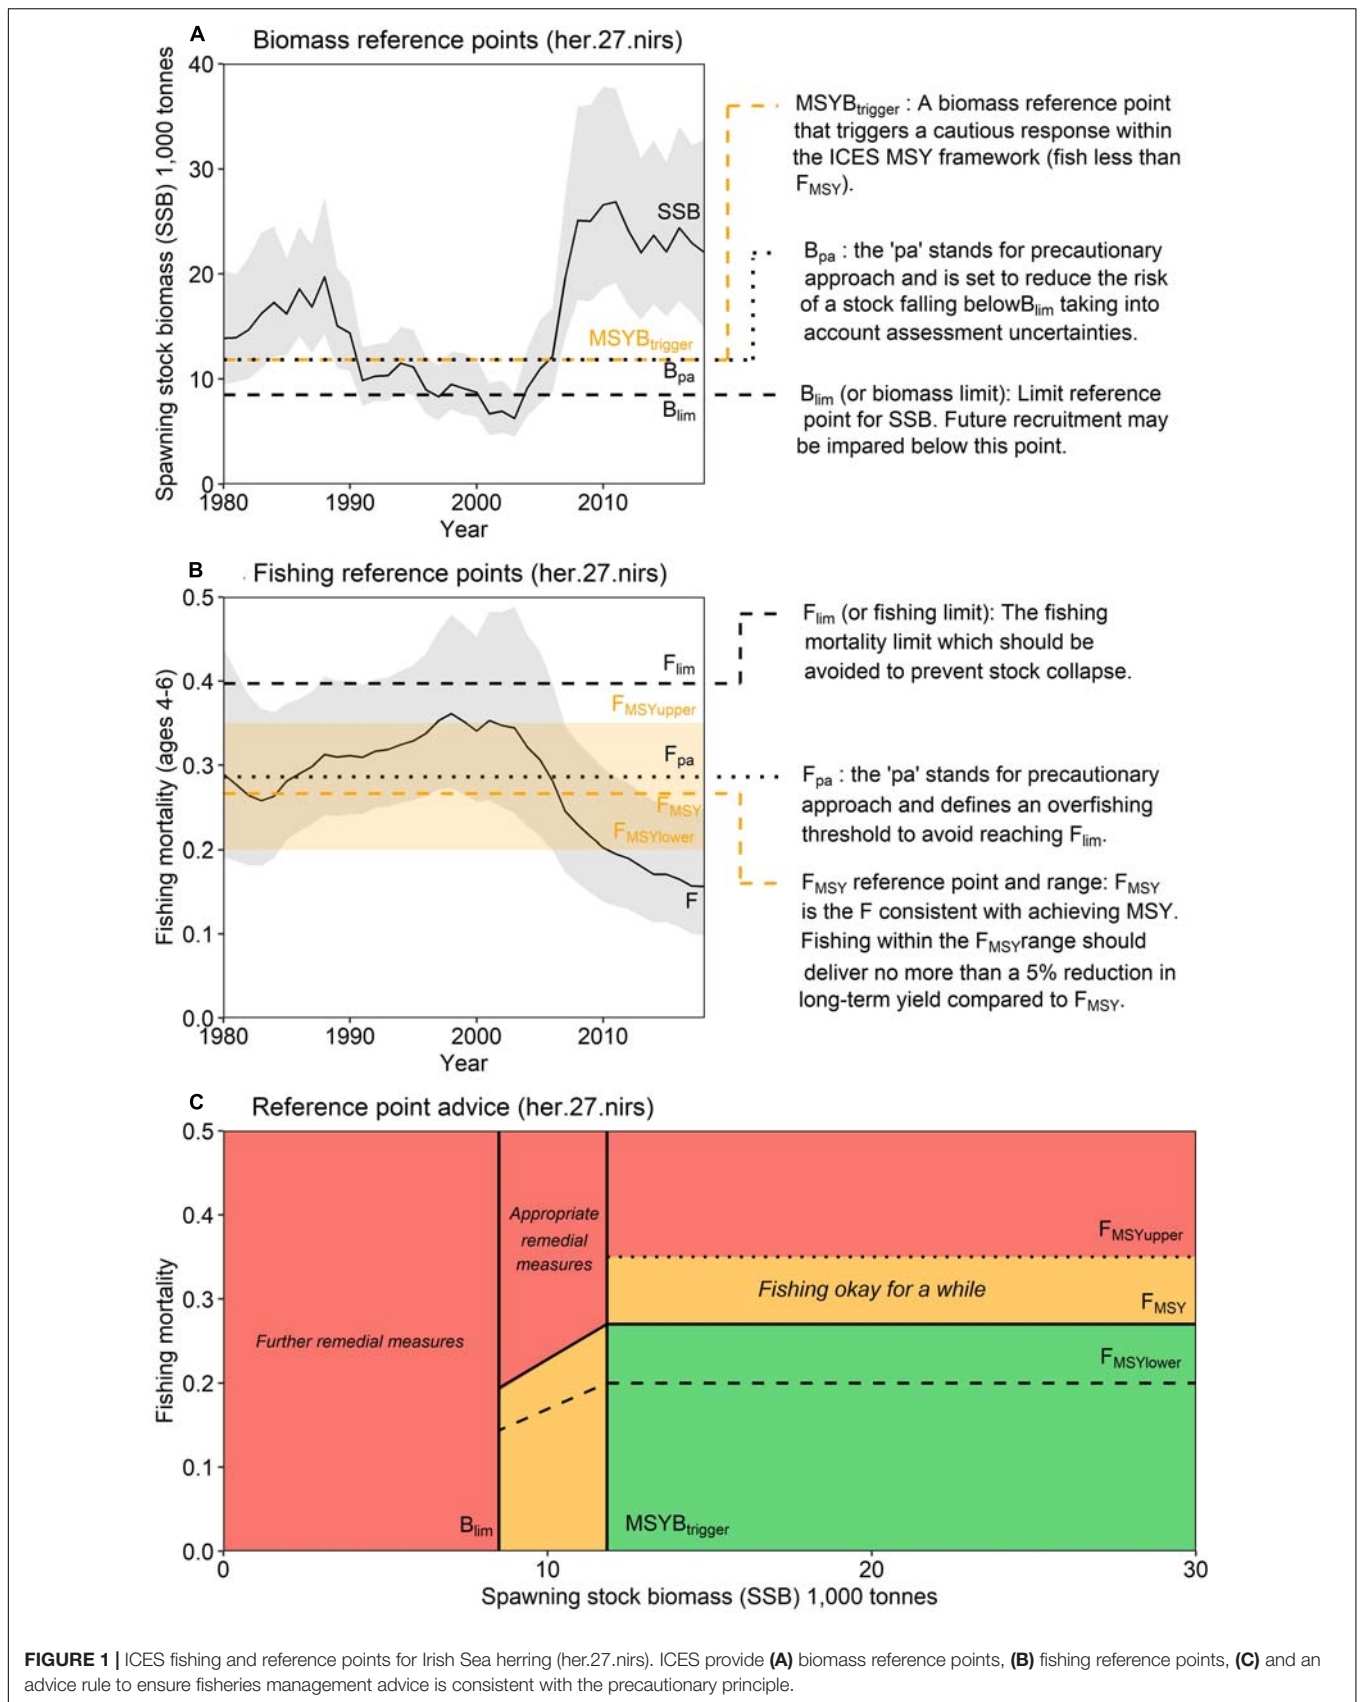 A
Biomass reference points (her.27.nirs)
Spawning stock biomass (SSB) 1,000 tonnes
40
30
20
10
0
SSB
MSYBtrigger
Bpa
Blim
1980
1990
2000
2010
Year
MSYBtrigger : A biomass reference point
that triggers a cautious response within
the ICES MSY framework (fish less than
FMSY).
Bpa : the 'pa' stands for precautionary
approach and is set to reduce the risk
of a stock falling belowBlim taking into
account assessment uncertainties.
Blim (or biomass limit): Limit reference
point for SSB. Future recruitment may
be impared below this point.
B
Fishing reference points (her.27.nirs)
Fishing mortality (ages 4-6)
0.5
0.4
0.3
0.2
0.1
0.0
Flim
FMSYupper
Fpa
FMSY
FMSYlower
F
1980
1990
2000
2010
Year
Flim (or fishing limit): The fishing
mortality limit which should be
avoided to prevent stock collapse.
Fpa : the 'pa' stands for precautionary
approach and defines an overfishing
threshold to avoid reaching Flim.
FMSY reference point and range: FMSY
is the F consistent with achieving MSY.
Fishing within the FMSYrange should
deliver no more than a 5% reduction in
long-term yield compared to FMSY.
C
Reference point advice (her.27.nirs)
Fishing mortality
0.5
0.4
0.3
0.2
0.1
0.0
Further remedial measures
Appropriate
remedial
measures
FMSYupper
Fishing okay for a while
FMSY
FMSYlower
Blim
MSYBtrigger
0
10
20
30
Spawning stock biomass (SSB) 1,000 tonnes
FIGURE 1 | ICES fishing and reference points for Irish Sea herring (her.27.nirs). ICES provide (A) biomass reference points, (B) fishing reference points, (C) and an
advice rule to ensure fisheries management advice is consistent with the precautionary principle.